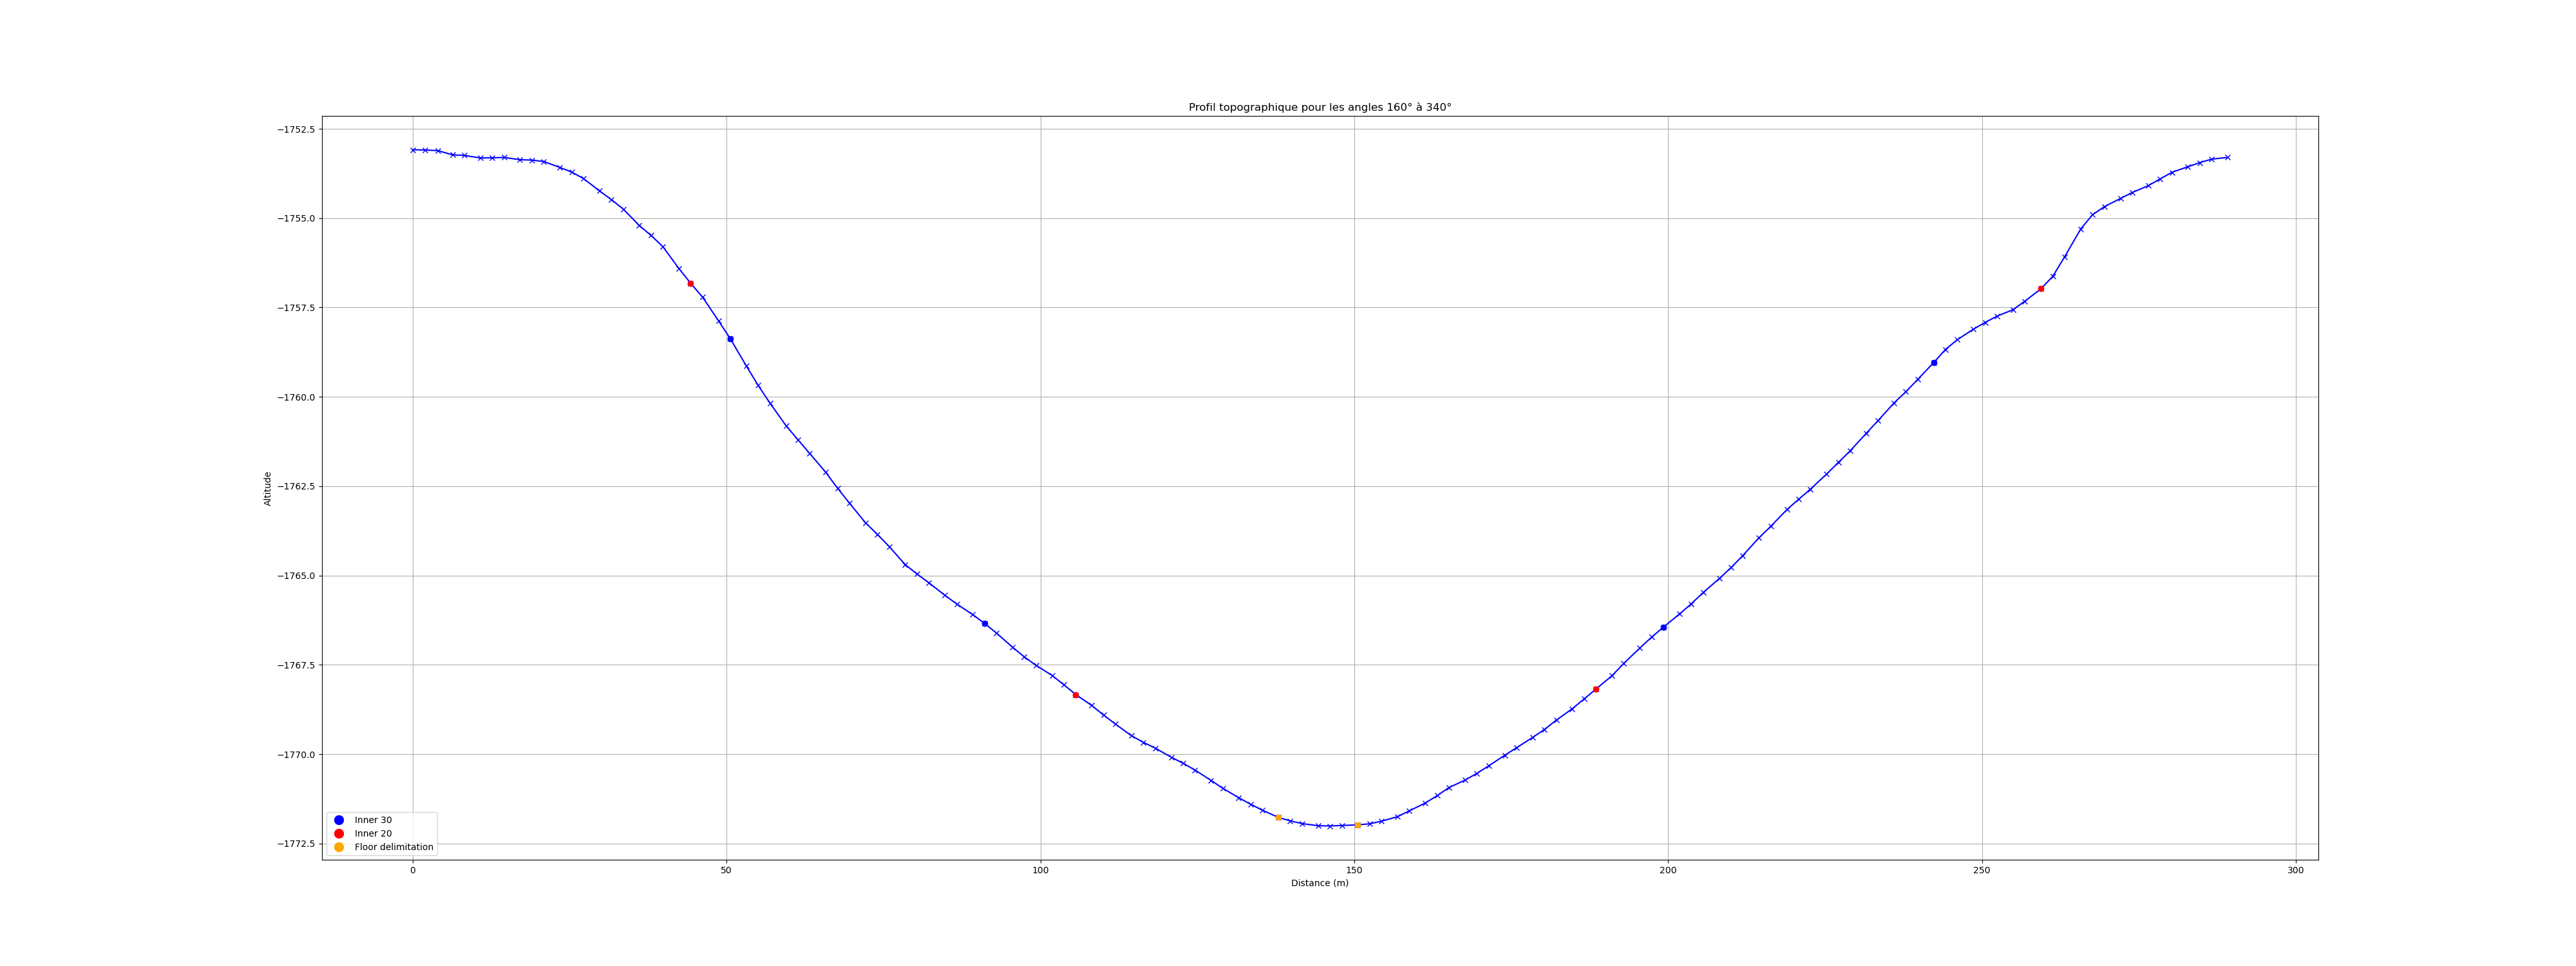 Profil topographique pour les angles 160° à 340°
−1752.5
−1755.0
−1757.5
−1760.0
−1762.5
−1765.0
−1767.5
−1770.0
−1772.5
Altitude
Inner 30
Inner 20
Floor delimitation
0 50 100 150 200 250 300
Distance (m)